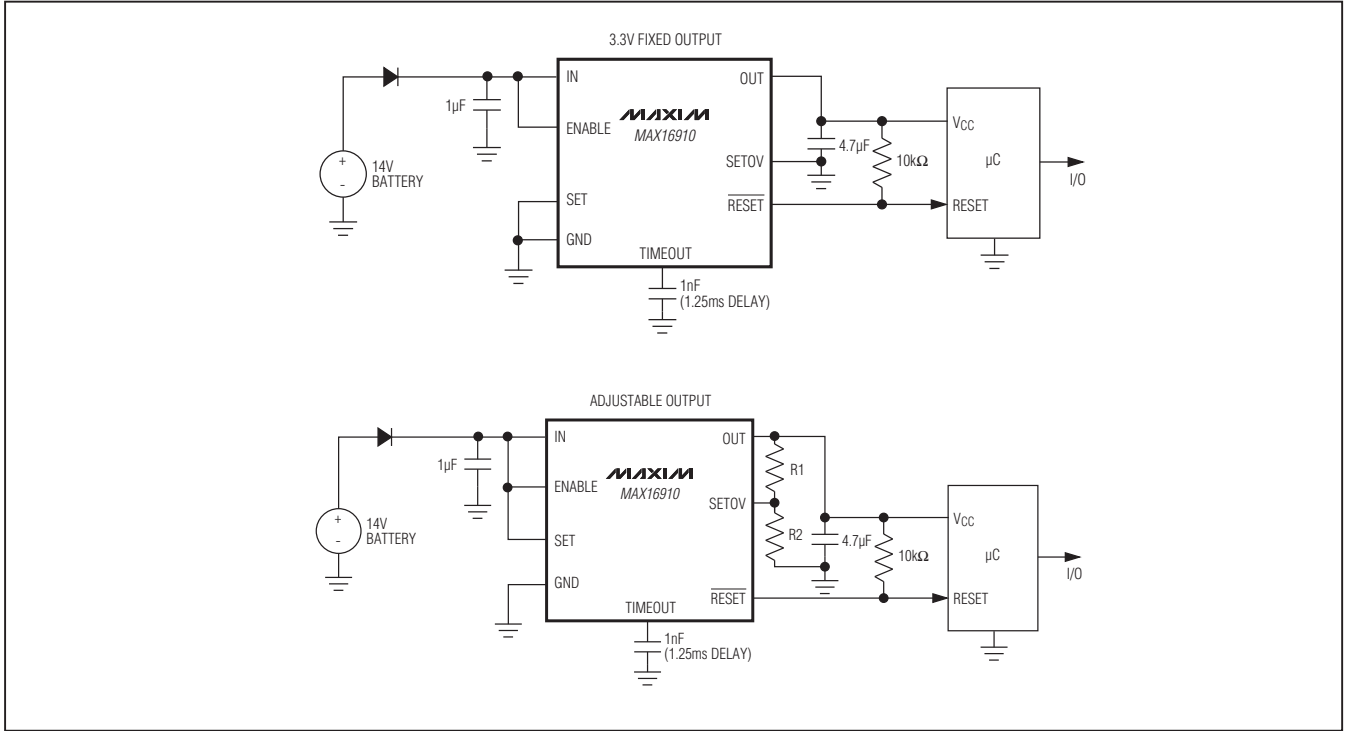 3.3V FIXED OUTPUT
IN
OUT
1µF
ENABLE
MAXIM
MAX16910
VCC
4.7µF
10kΩ
µC
SETOV
+
-
14V
BATTERY
I/O
SET
RESET
RESET
GND
TIMEOUT
1nF
(1.25ms DELAY)
ADJUSTABLE OUTPUT
IN
OUT
1µF
R1
ENABLE
MAXIM
MAX16910
SETOV
VCC
+
-
14V
BATTERY
R2
4.7µF
10kΩ
µC
SET
I/O
GND
RESET
RESET
TIMEOUT
1nF
(1.25ms DELAY)